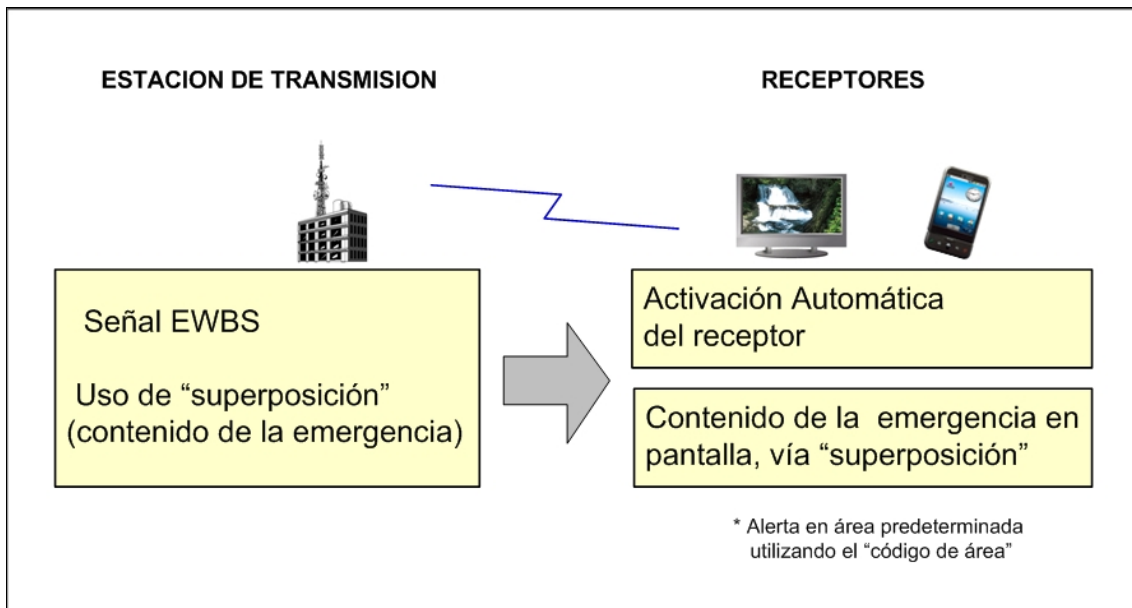 ESTACION DE TRANSMISION
RECEPTORES
Señal EWBS
Uso de “superposición”
(contenido de la emergencia)
Activación Automática
del receptor
Contenido de la emergencia en
pantalla, vía “superposición”
* Alerta en área predeterminada
utilizando el “código de área”